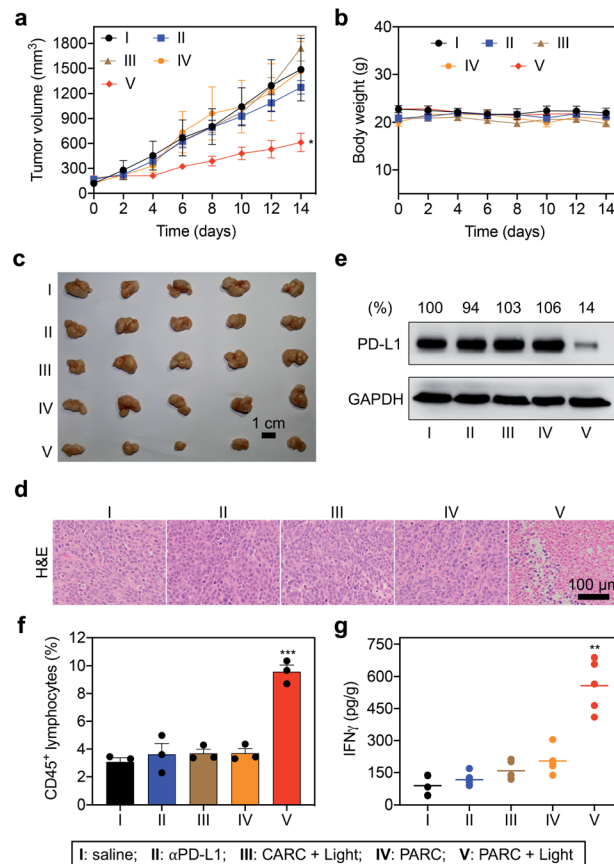 a
I II
III IV
V
Tumor volume (mm³)
1800
1500
1200
900
600
300
0
*
0 2 4 6 8 10 12 14
Time (days)
b
I II III
IV V
Body weight (g)
40
30
20
10
0
0 2 4 6 8 10 12 14
Time (days)
c
I
II
III
IV
V
1 cm
e
(%) 100 94 103 106 14
PD-L1
GAPDH
I II III IV V
d
I II III IV V
H&E
100 μm
f
CD45⁺ lymphocytes (%)
12
10
8
6
4
2
0
***
I II III IV V
g
IFNγ (pg/g)
750
600
450
300
150
0
**
I II III IV V
I: saline; II: αPD-L1; III: CARC + Light; IV: PARC; V: PARC + Light